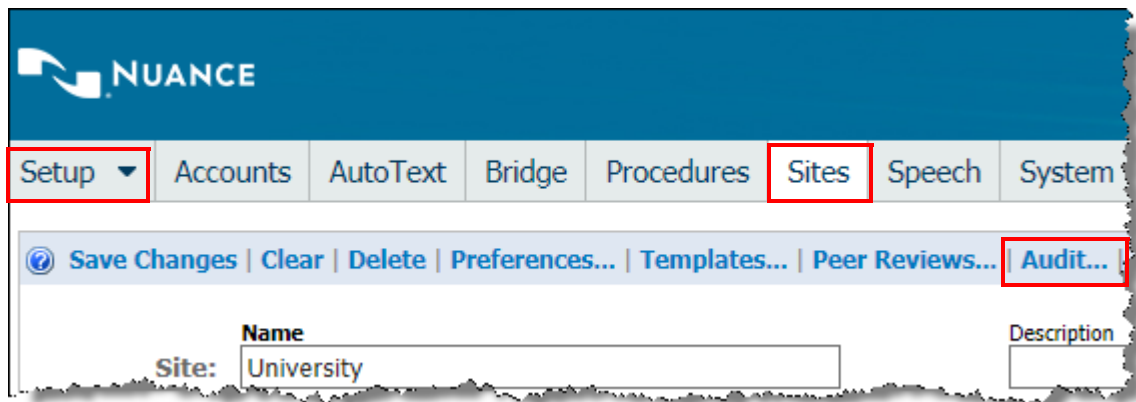 NUANCE
Setup Accounts AutoText Bridge Procedures Sites Speech System
Save Changes | Clear | Delete | Preferences... | Templates... | Peer Reviews... | Audit... |
Name Description
Site: University